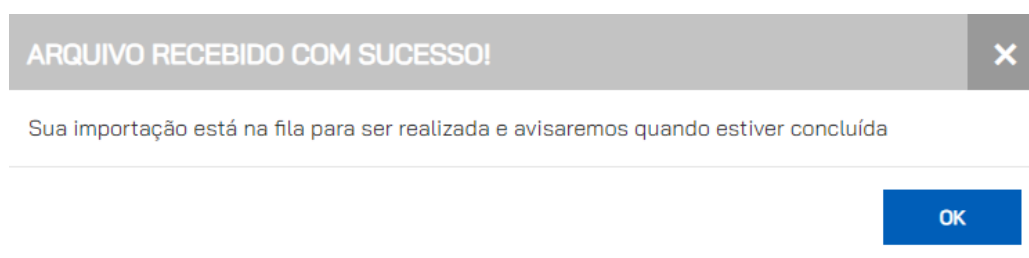 ARQUIVO RECEBIDO COM SUCESSO!
Sua importação está na fila para ser realizada e avisaremos quando estiver concluída
OK